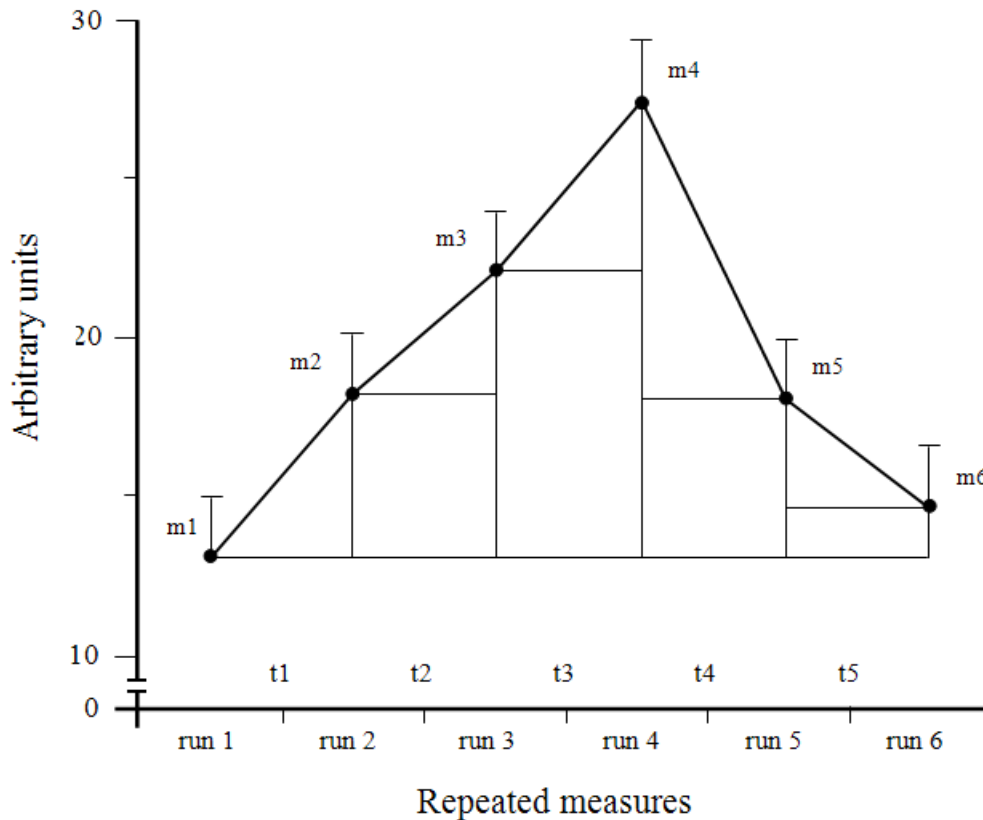 30
m4
m3
Arbitrary units
20
m2
m5
m1
m6
10
t1 t2 t3 t4 t5
0
run 1 run 2 run 3 run 4 run 5 run 6
Repeated measures